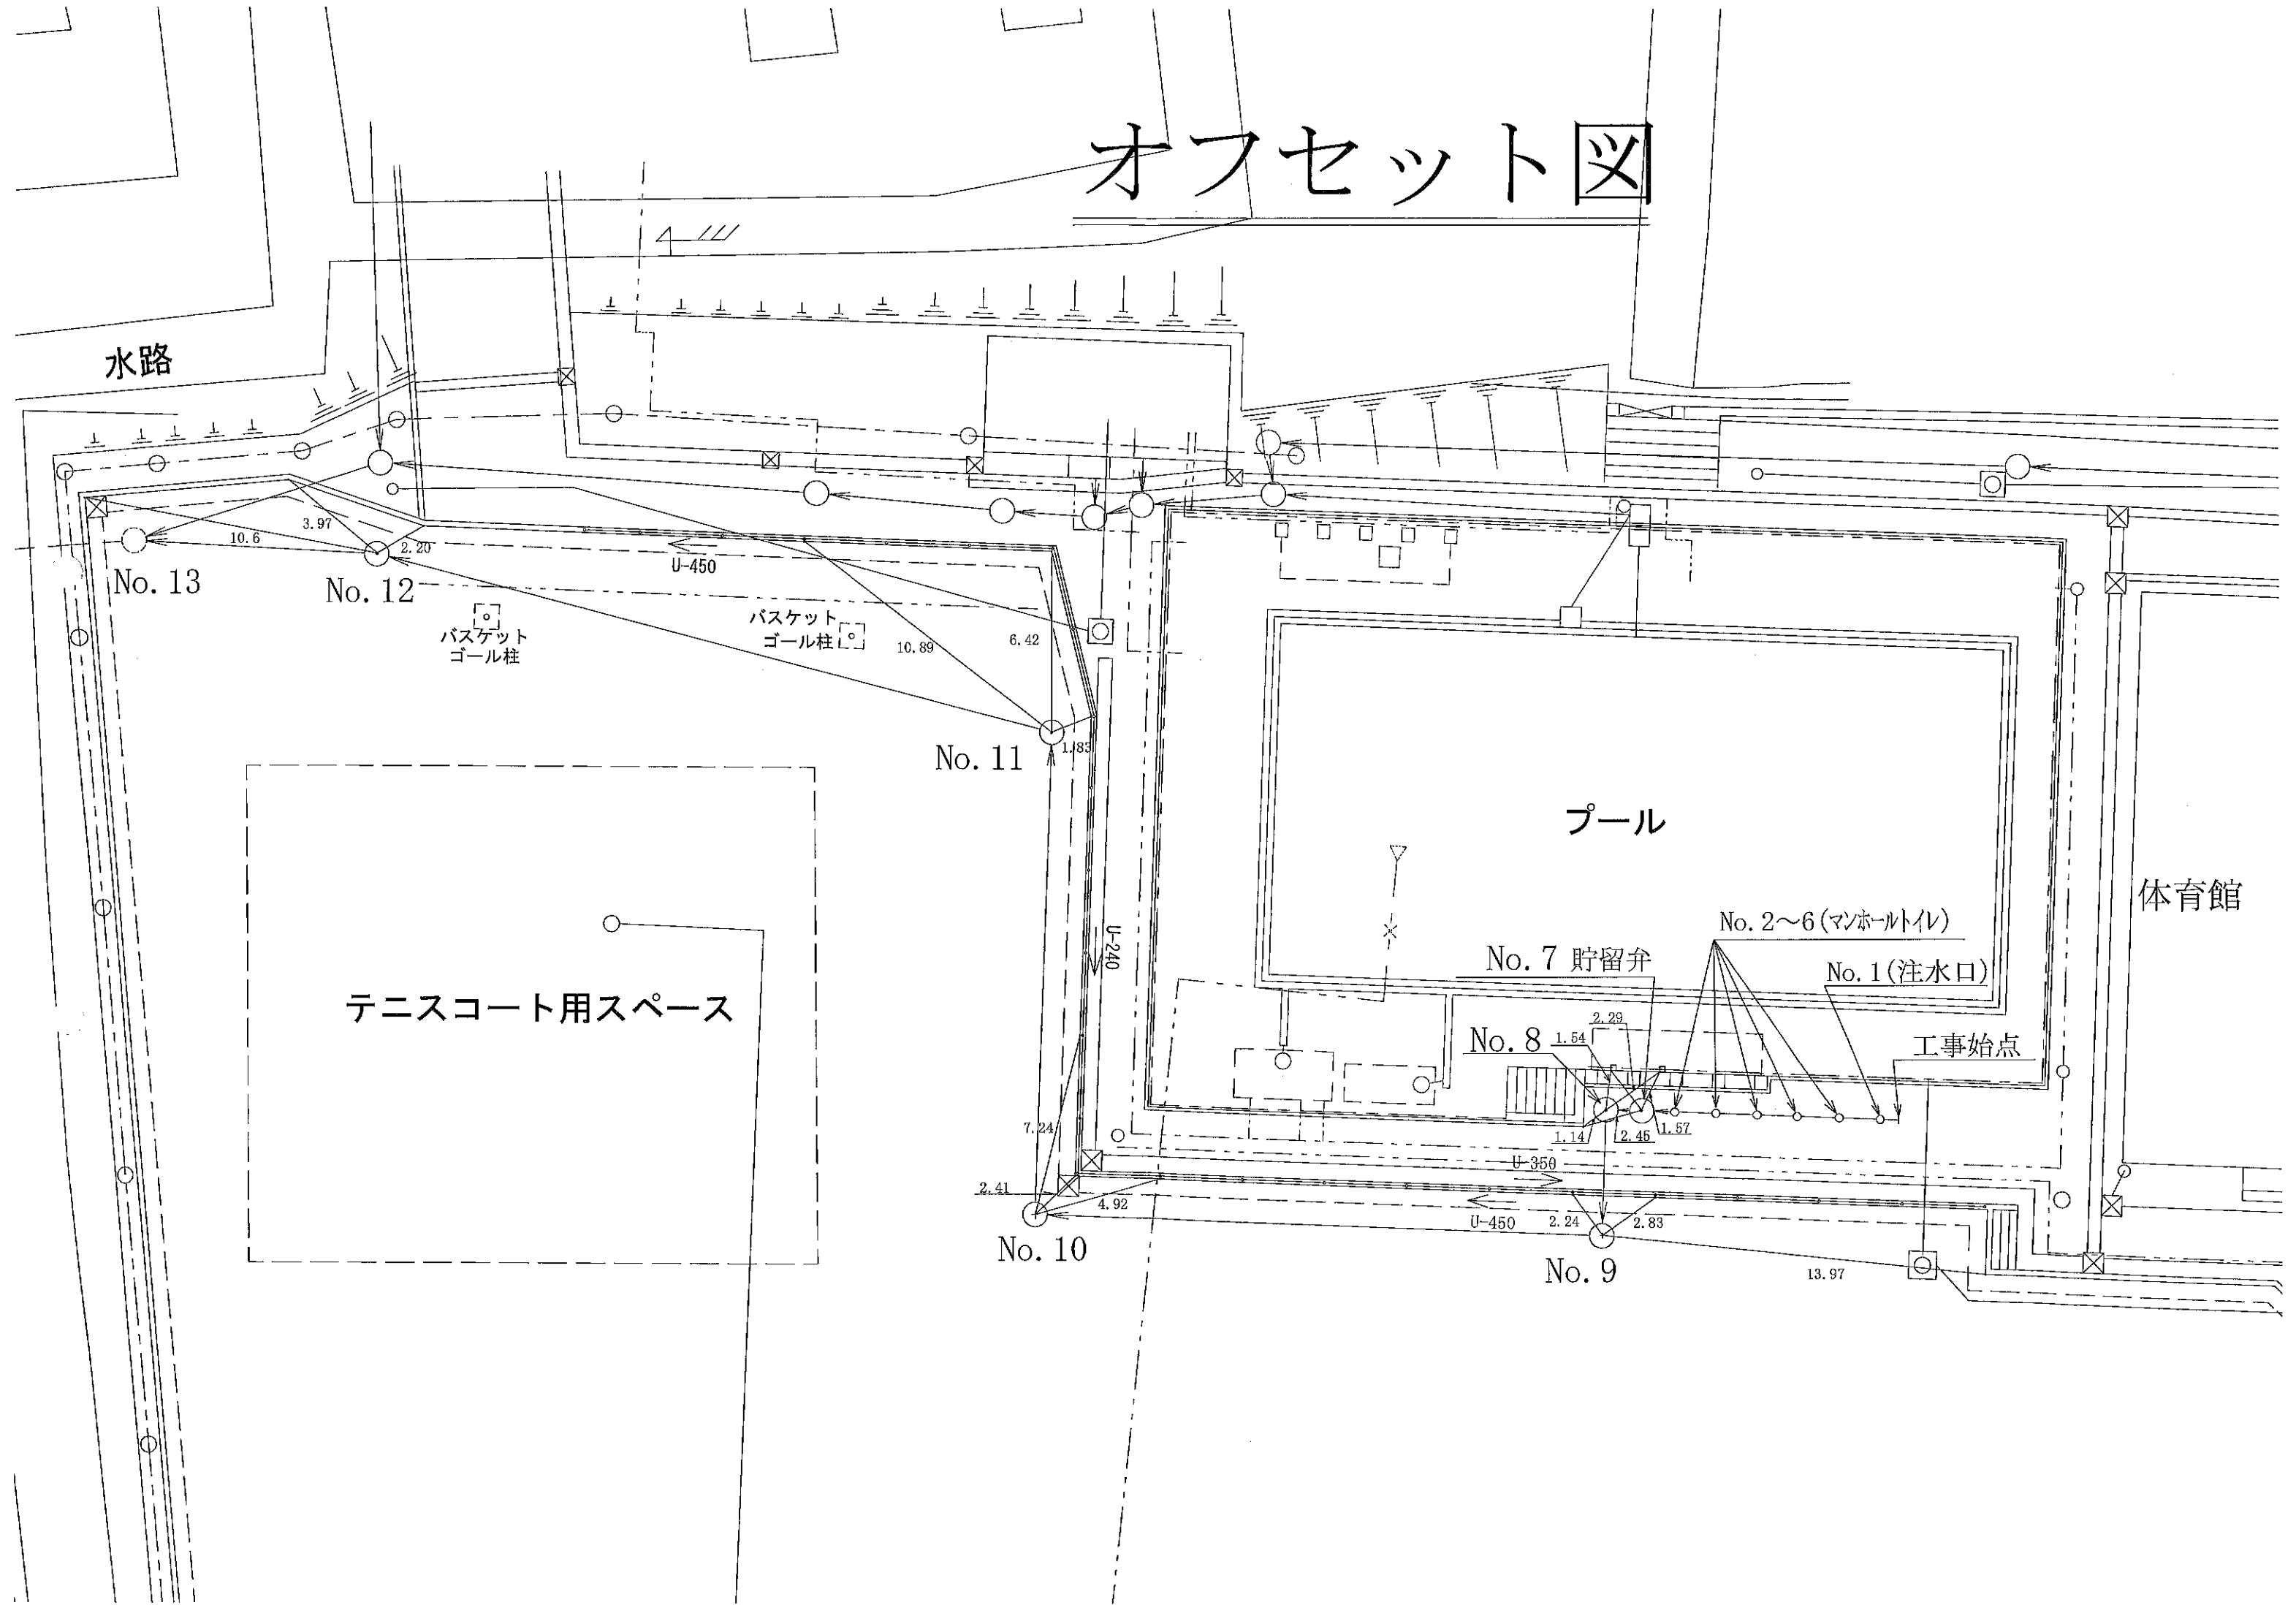 オフセット図
水路
3.97
10.6
2.20
No.13
No.12
U-450
バスケット
ゴール柱
バスケット
ゴール柱
10.89
6.42
1.83
No.11
プール
体育館
No.2～6(マンホールトイレ)
U-240
No.7 貯留弁
No.1(注水口)
テニスコート用スペース
2.29
No.8
1.54
工事始点
7.24
1.14
2.45
1.57
U-350
2.41
4.92
U-450
2.24
2.83
No.10
No.9
13.97